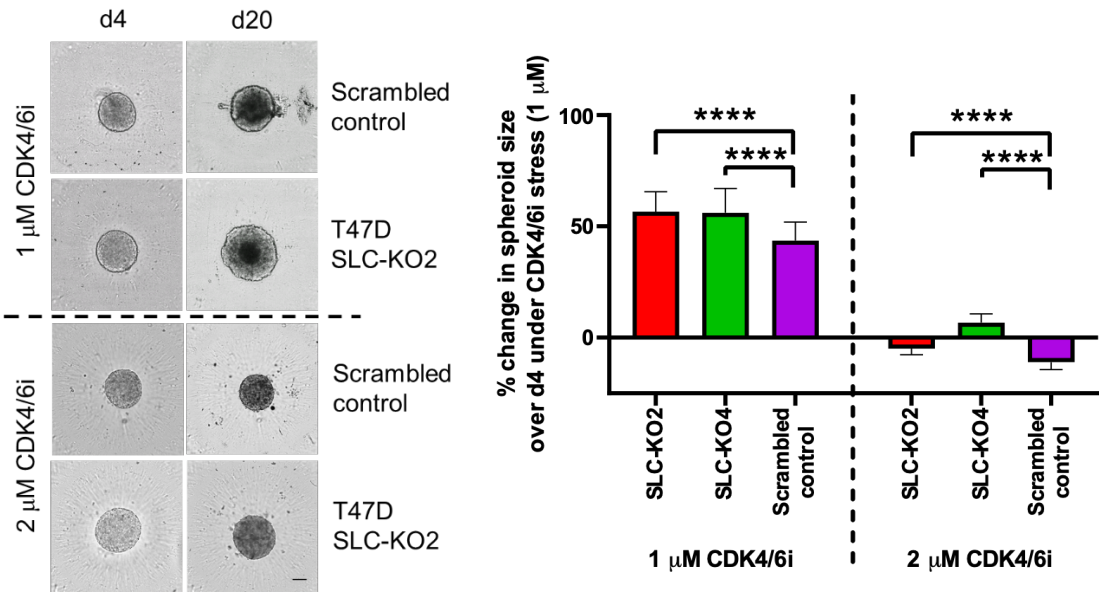 d4 d20
1 μM CDK4/6i
Scrambled
control
T47D
SLC-KO2
2 μM CDK4/6i
Scrambled
control
T47D
SLC-KO2
% change in spheroid size
over d4 under CDK4/6i stress (1 μM)
100
50
0
****
****
****
****
SLC-KO2
SLC-KO4
Scrambled
control
SLC-KO2
SLC-KO4
Scrambled
control
1 μM CDK4/6i
2 μM CDK4/6i